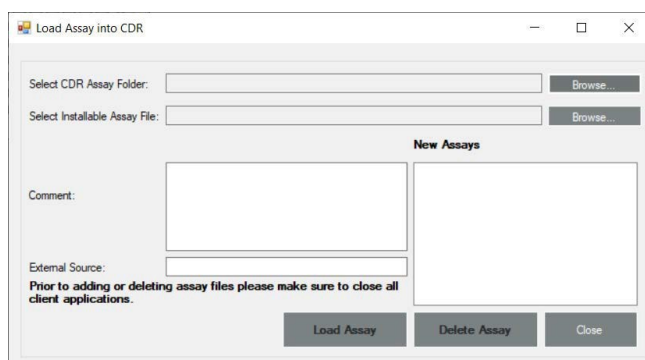 Load Assay into CDR
Select CDR Assay Folder:
Browse...
Select Installable Assay File:
Browse...
New Assays
Comment:
External Source:
Prior to adding or deleting assay files please make sure to close all
client applications.
Load Assay
Delete Assay
Close